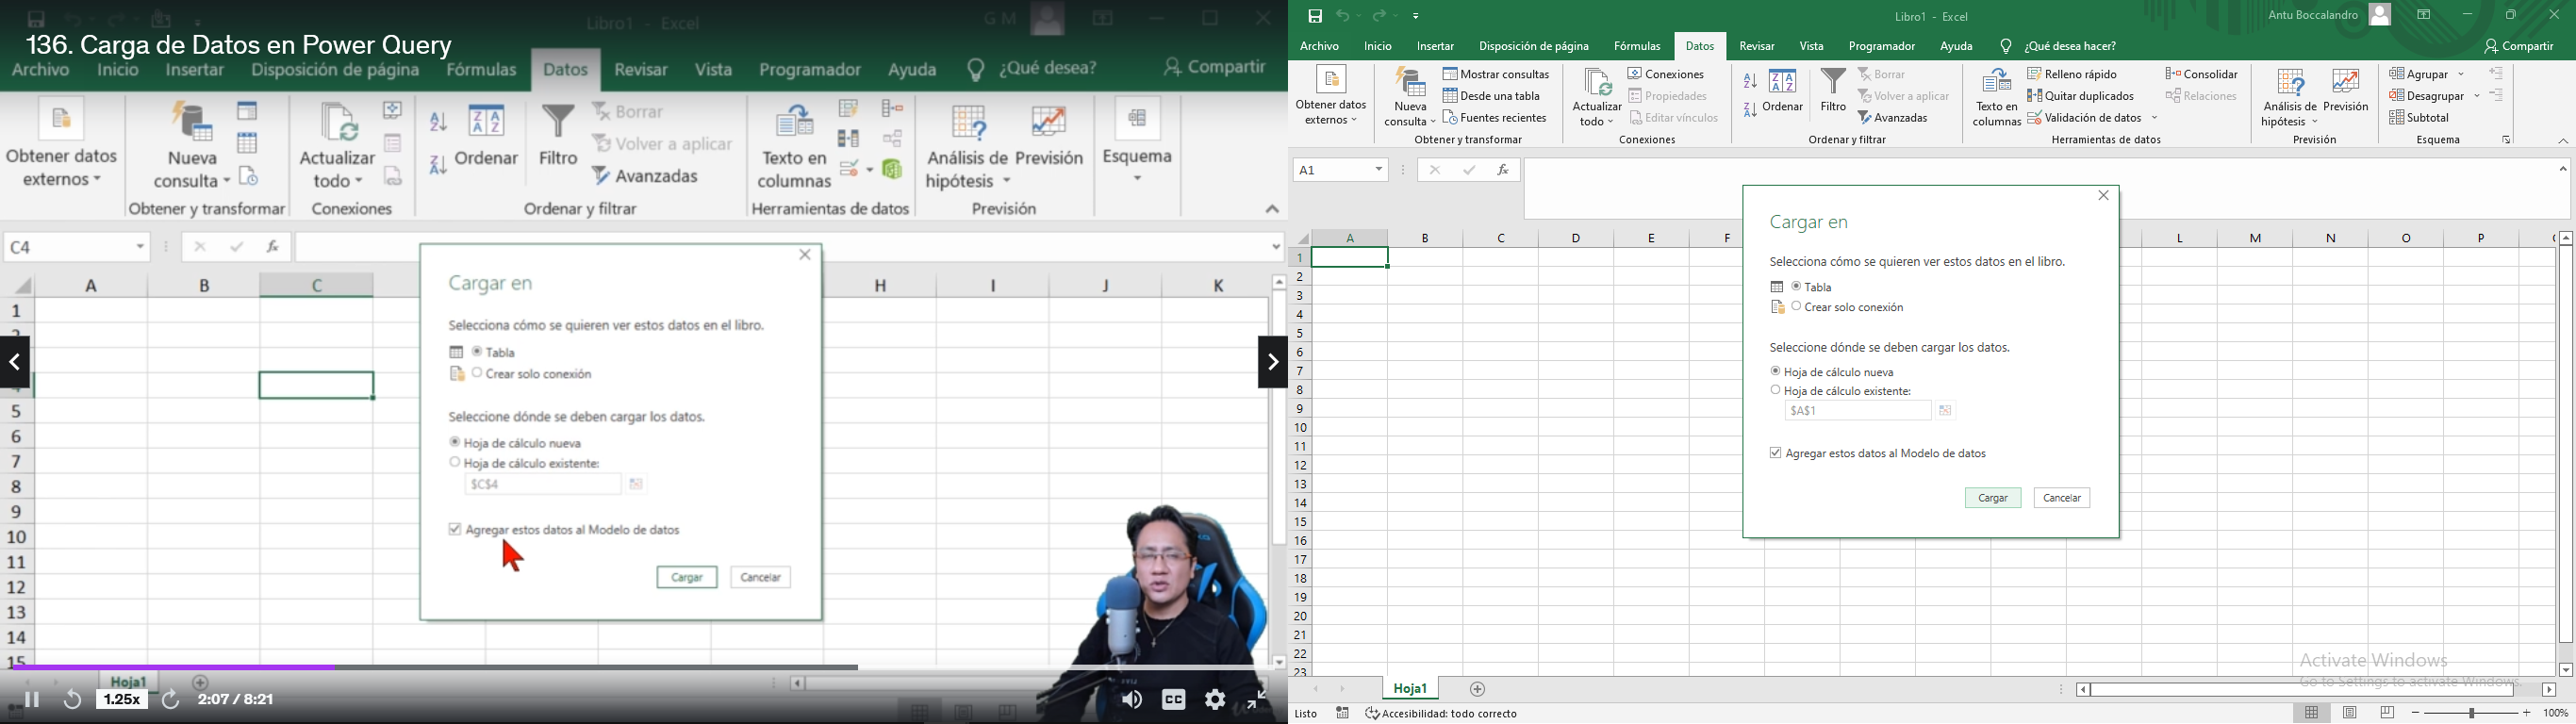 Libro1 - Excel
G M
136. Carga de Datos en Power Query
Archivo Inicio Insertar Disposición de página Fórmulas Datos Revisar Vista Programador Ayuda ¿Qué desea? Compartir
Obtener datos externos
Nueva consulta
Obtener y transformar
Actualizar todo
Conexiones
Ordenar
Filtro
Borrar
Volver a aplicar
Avanzadas
Ordenar y filtrar
Texto en columnas
Herramientas de datos
Análisis de hipótesis
Previsión
Previsión
Esquema
C4
fx
A B C H I J K
1
2
4
5
6
7
8
9
10
11
12
13
14
15
Cargar en
Selecciona cómo se quieren ver estos datos en el libro.
Tabla
Crear solo conexión
Seleccione dónde se deben cargar los datos.
Hoja de cálculo nueva
Hoja de cálculo existente:
$C$4
Agregar estos datos al Modelo de datos
Cargar Cancelar
Hoja1
1.25x 2:07 / 8:21
CC
Libro1 - Excel
Antu Boccalandro
Archivo Inicio Insertar Disposición de página Fórmulas Datos Revisar Vista Programador Ayuda ¿Qué desea hacer? Compartir
Obtener datos externos
Nueva consulta
Mostrar consultas
Desde una tabla
Fuentes recientes
Obtener y transformar
Actualizar todo
Conexiones
Propiedades
Editar vínculos
Conexiones
Ordenar
Filtro
Borrar
Volver a aplicar
Avanzadas
Ordenar y filtrar
Texto en columnas
Relleno rápido
Quitar duplicados
Validación de datos
Consolidar
Relaciones
Herramientas de datos
Análisis de hipótesis
Previsión
Previsión
Agrupar
Desagrupar
Subtotal
Esquema
A1
fx
A B C D E F L M N O P
1
2
3
4
5
6
7
8
9
10
11
12
13
14
15
16
17
18
19
20
21
22
23
Cargar en
Selecciona cómo se quieren ver estos datos en el libro.
Tabla
Crear solo conexión
Seleccione dónde se deben cargar los datos.
Hoja de cálculo nueva
Hoja de cálculo existente:
$A$1
Agregar estos datos al Modelo de datos
Cargar Cancelar
Activate Windows
Go to Settings to activate Windows.
Hoja1
Listo Accesibilidad: todo correcto 100%